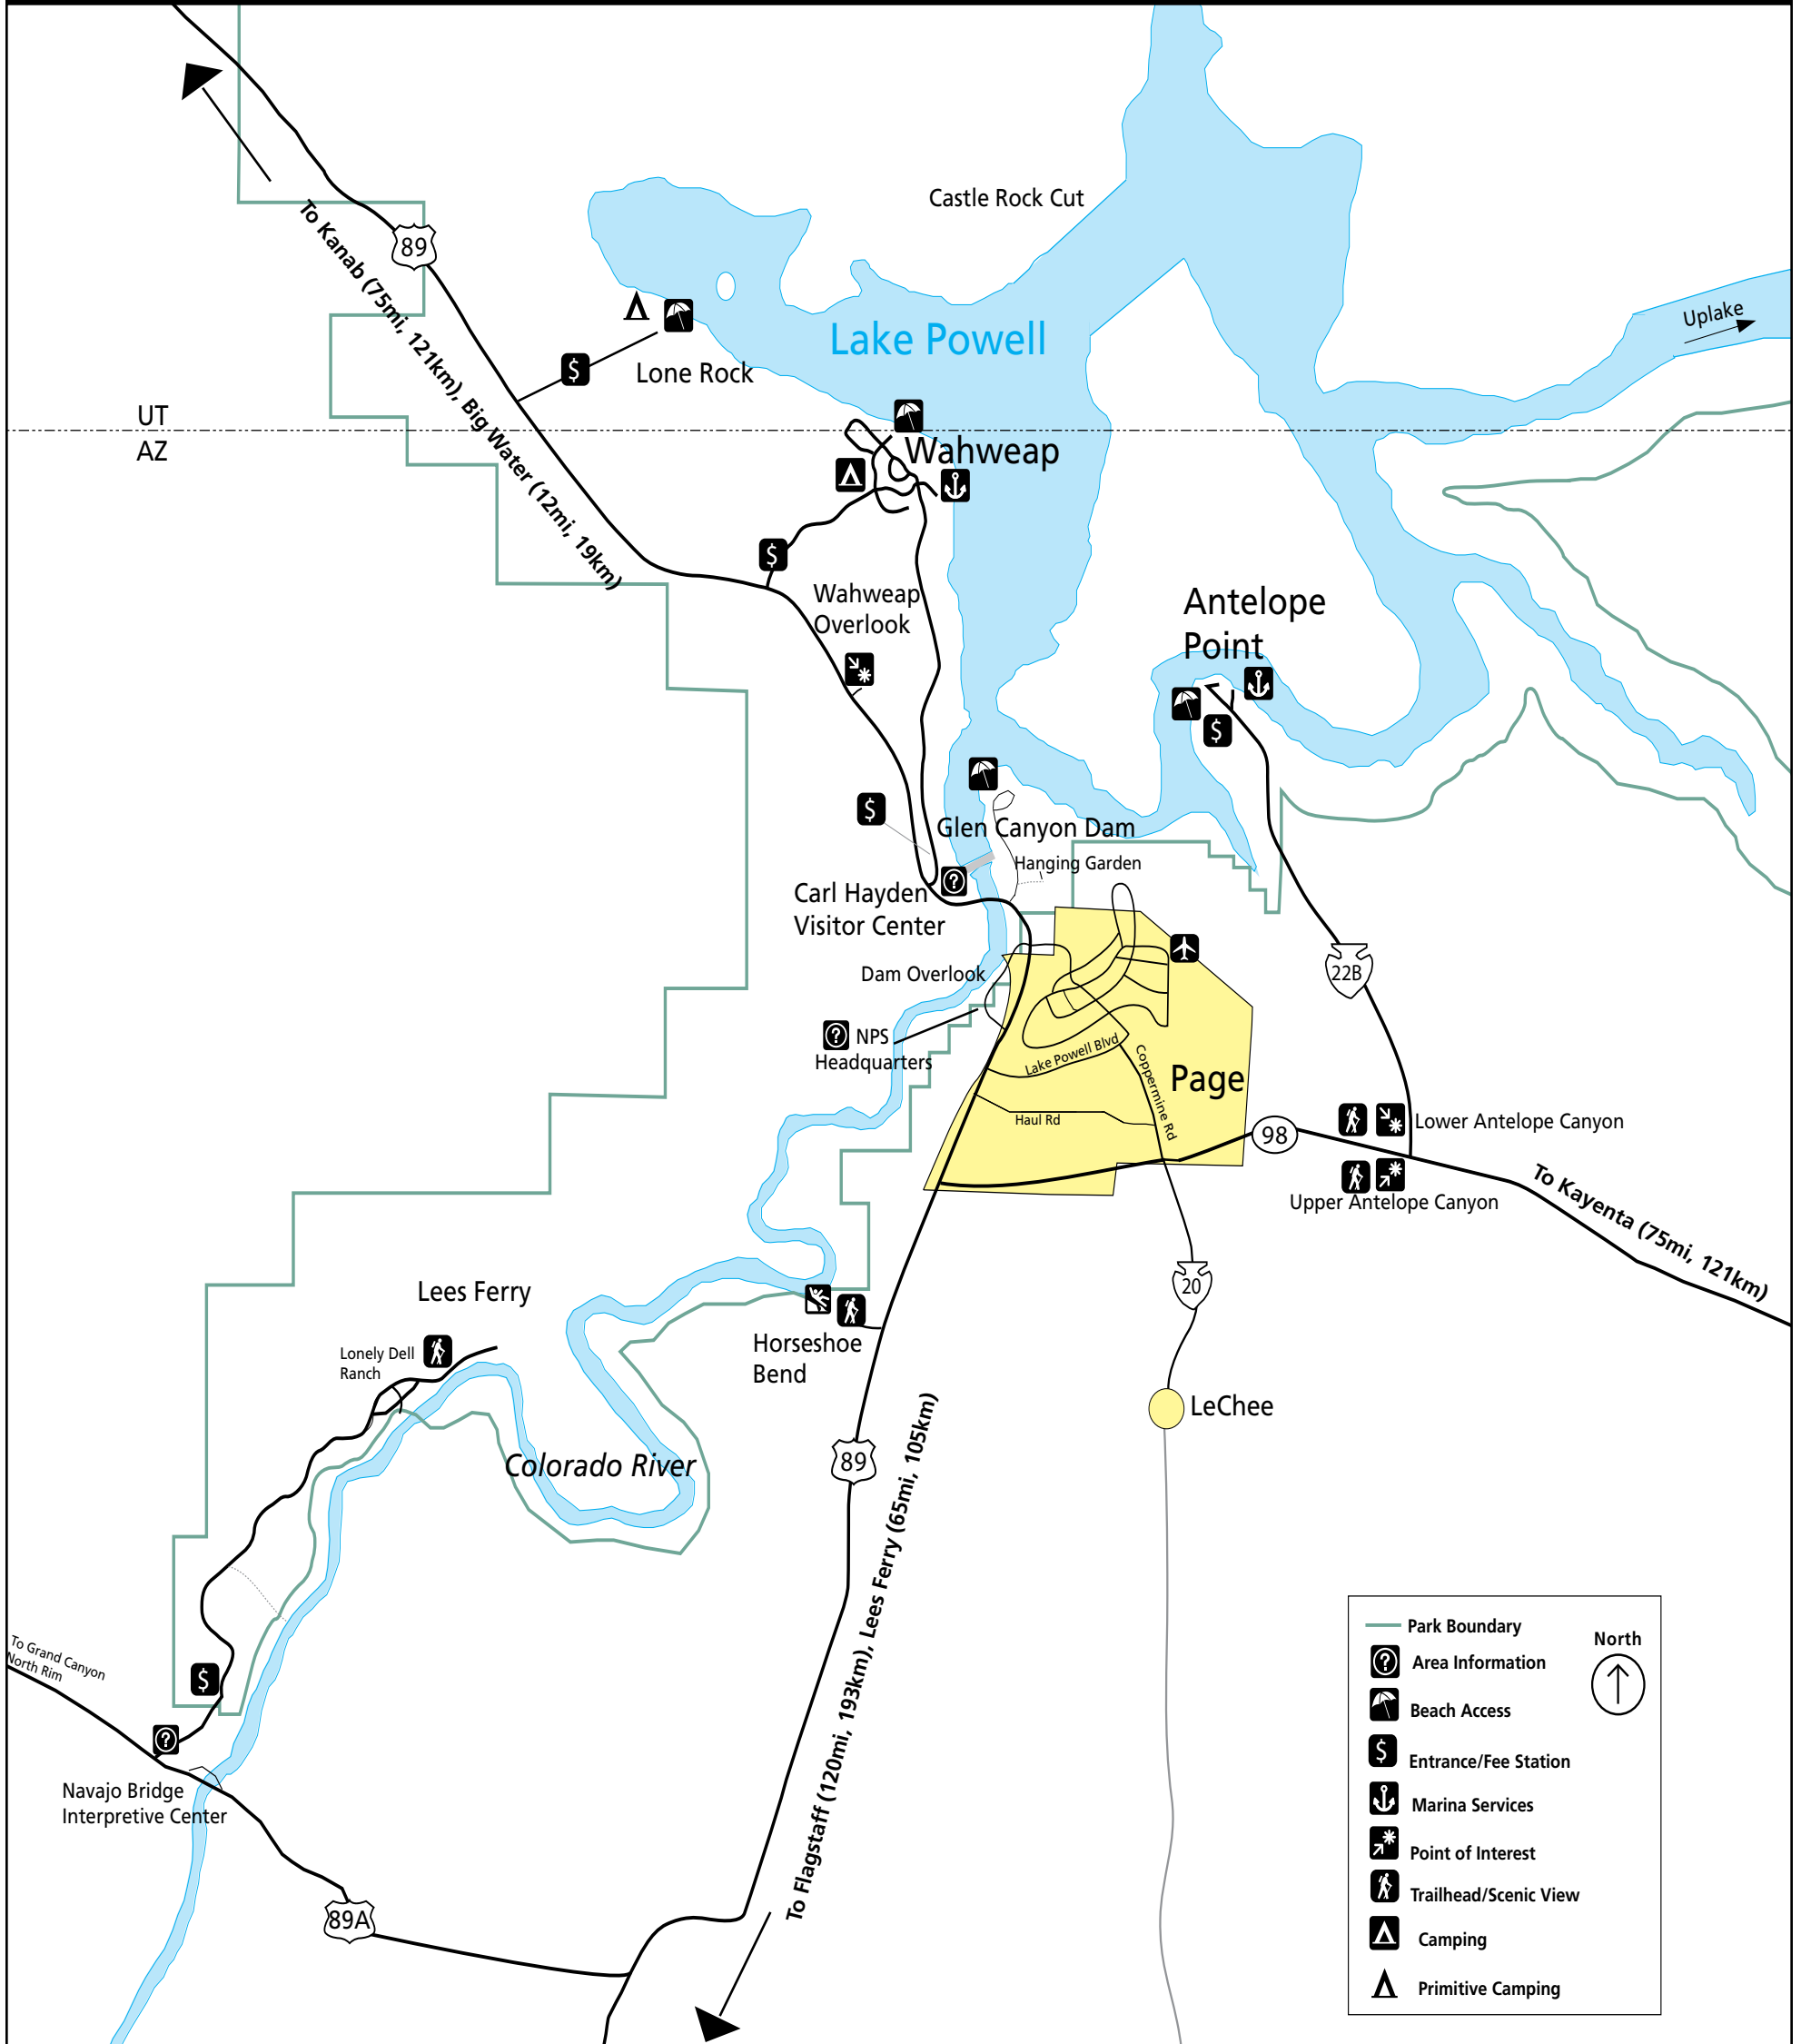 Castle Rock Cut
89
To Kanab (75mi, 121km), Big Water (12mi, 19km)
Uplake
Lake Powell
$
Lone Rock
UT
AZ
Wahweap
$
Wahweap
Overlook
Antelope
Point
$
$
Glen Canyon Dam
Hanging Garden
?
Carl Hayden
Visitor Center
Dam Overlook
22B
? NPS
Headquarters
Lake Powell Blvd
Coppermine Rd
Page
Haul Rd
98
Lower Antelope Canyon
Upper Antelope Canyon
To Kayenta (75mi, 121km)
20
Lees Ferry
Lonely Dell
Ranch
Horseshoe
Bend
LeChee
Colorado River
89
To Flagstaff (120mi, 193km), Lees Ferry (65mi, 105km)
To Grand Canyon
North Rim
$
?
Navajo Bridge
Interpretive Center
89A
Park Boundary
North
? Area Information
Beach Access
$ Entrance/Fee Station
Marina Services
Point of Interest
Trailhead/Scenic View
Camping
Primitive Camping